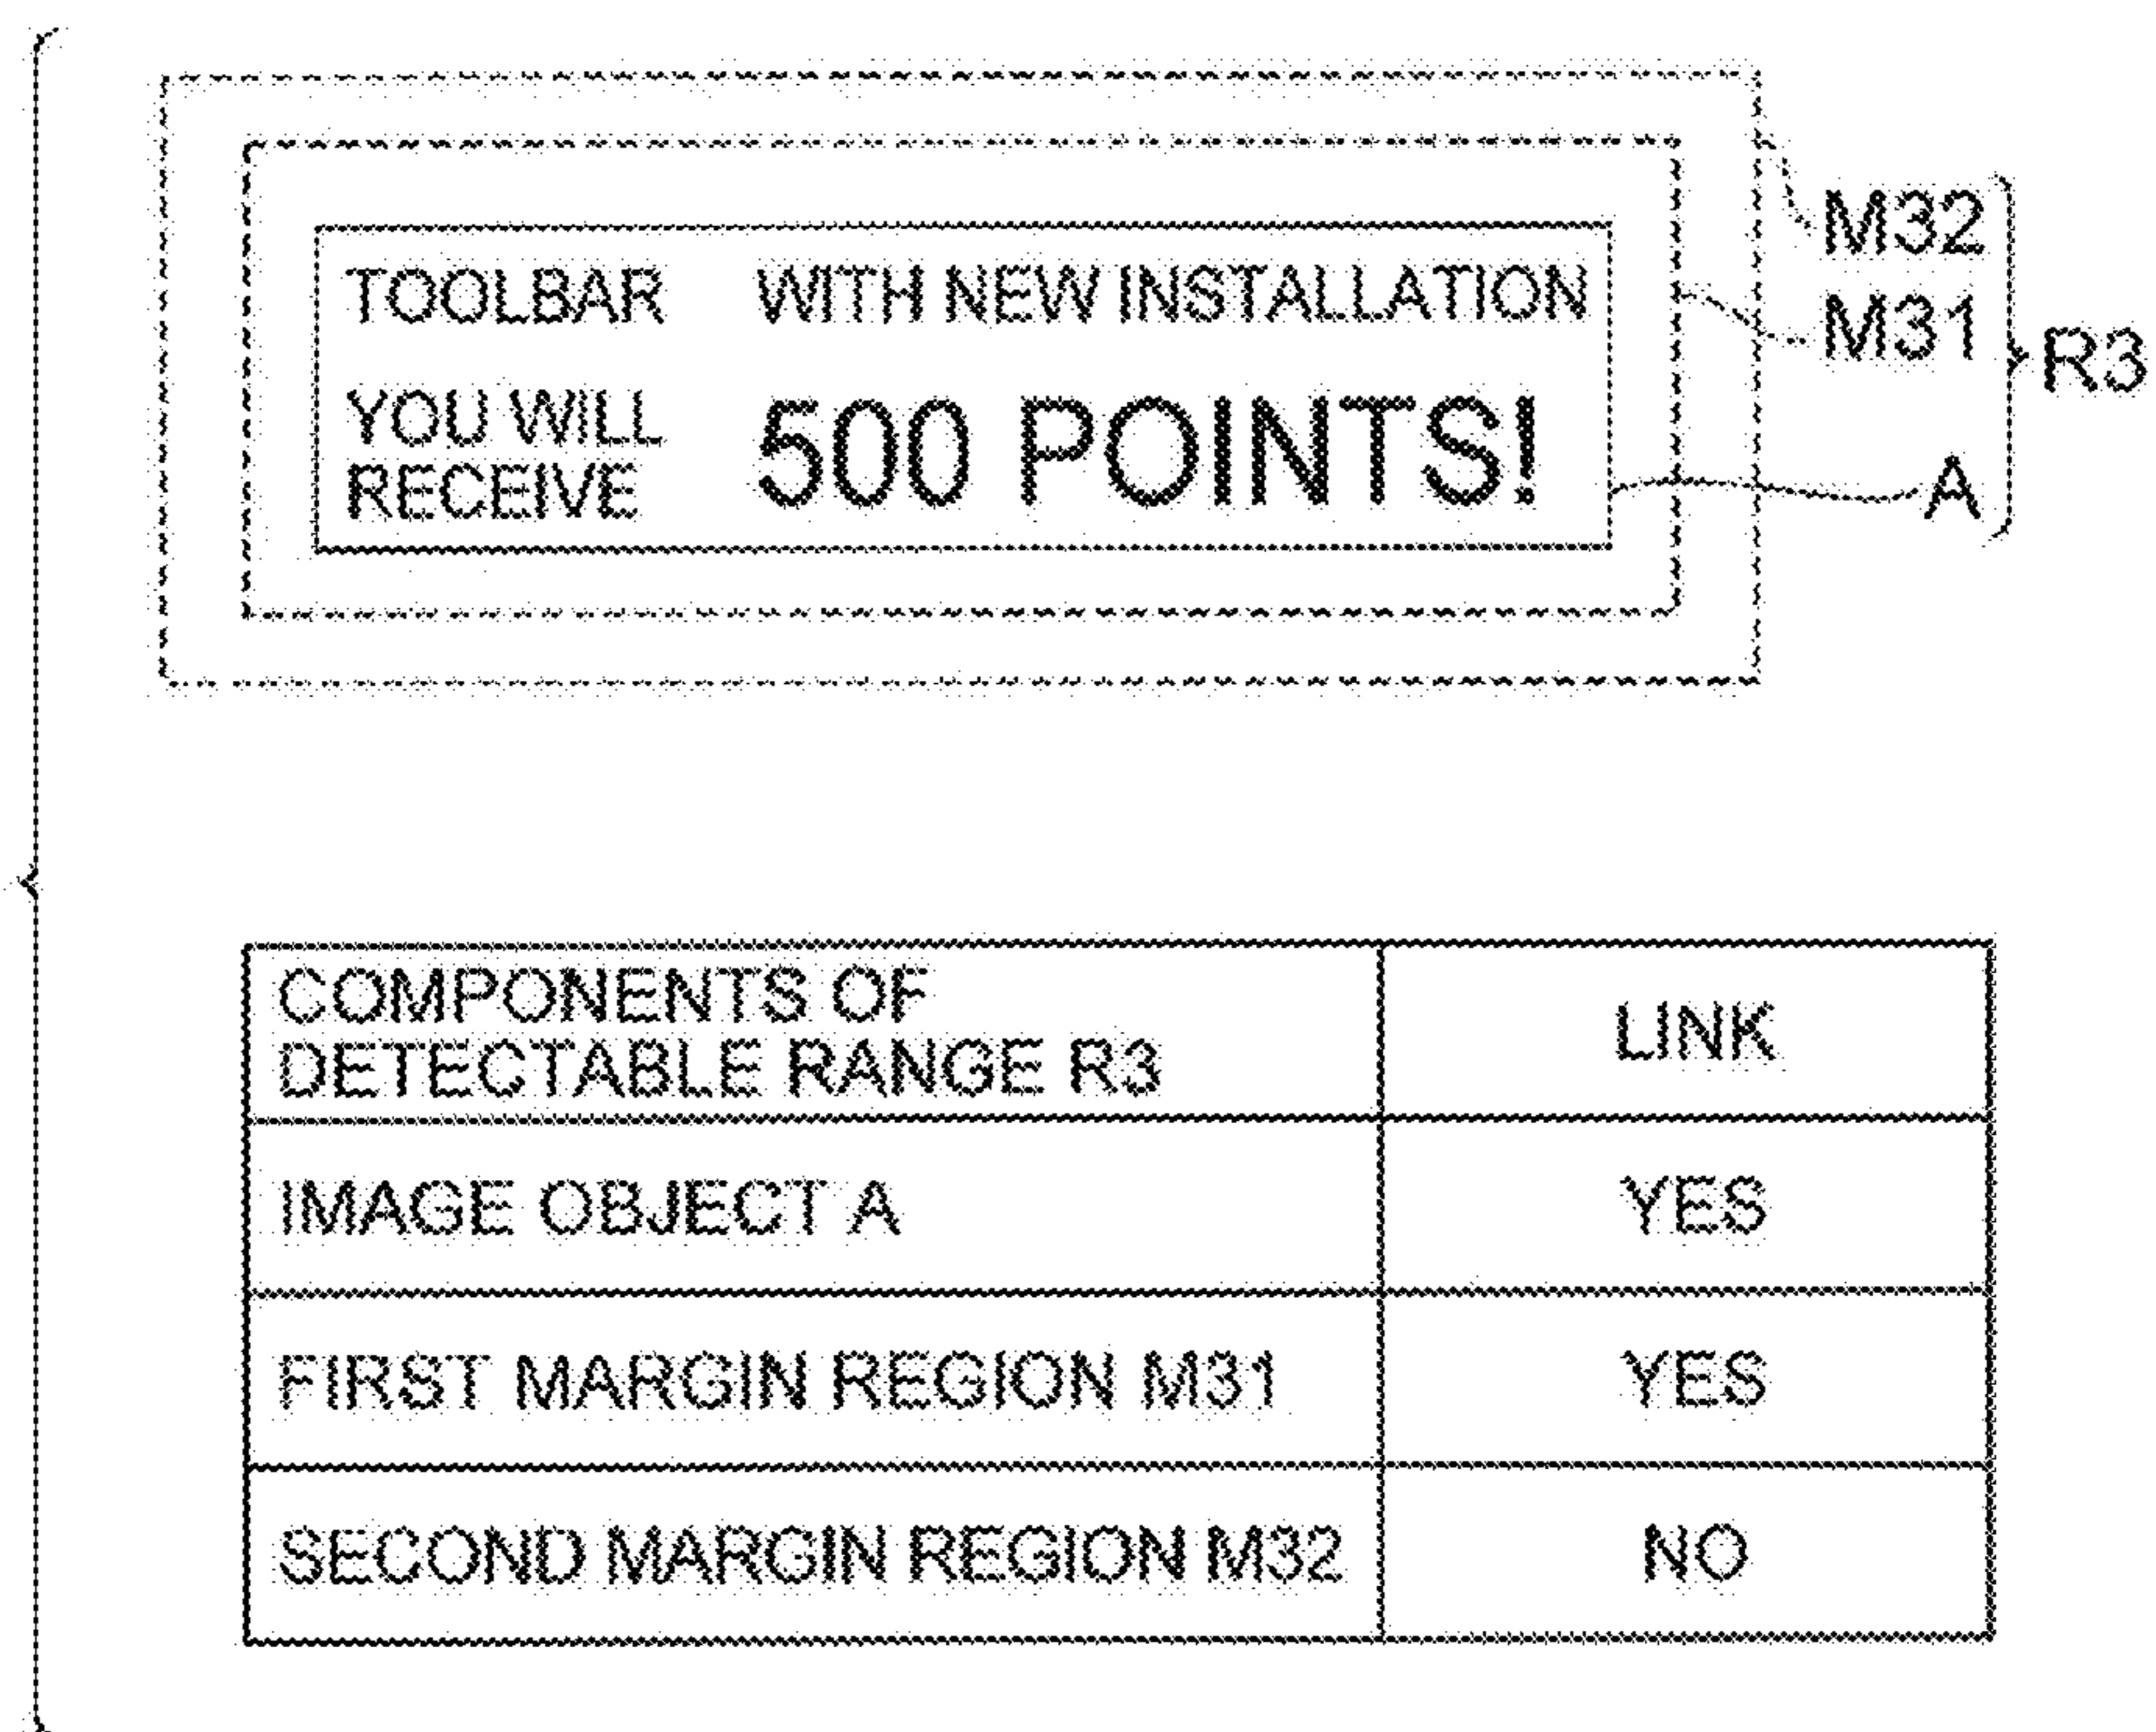 TOOLBAR WITH NEW INSTALLATION
YOU WILL
RECEIVE
500 POINTS!
M32
M31
R3
A
COMPONENTS OF
DETECTABLE RANGE R3
LINK
IMAGE OBJECT A
YES
FIRST MARGIN REGION M31
YES
SECOND MARGIN REGION M32
NO